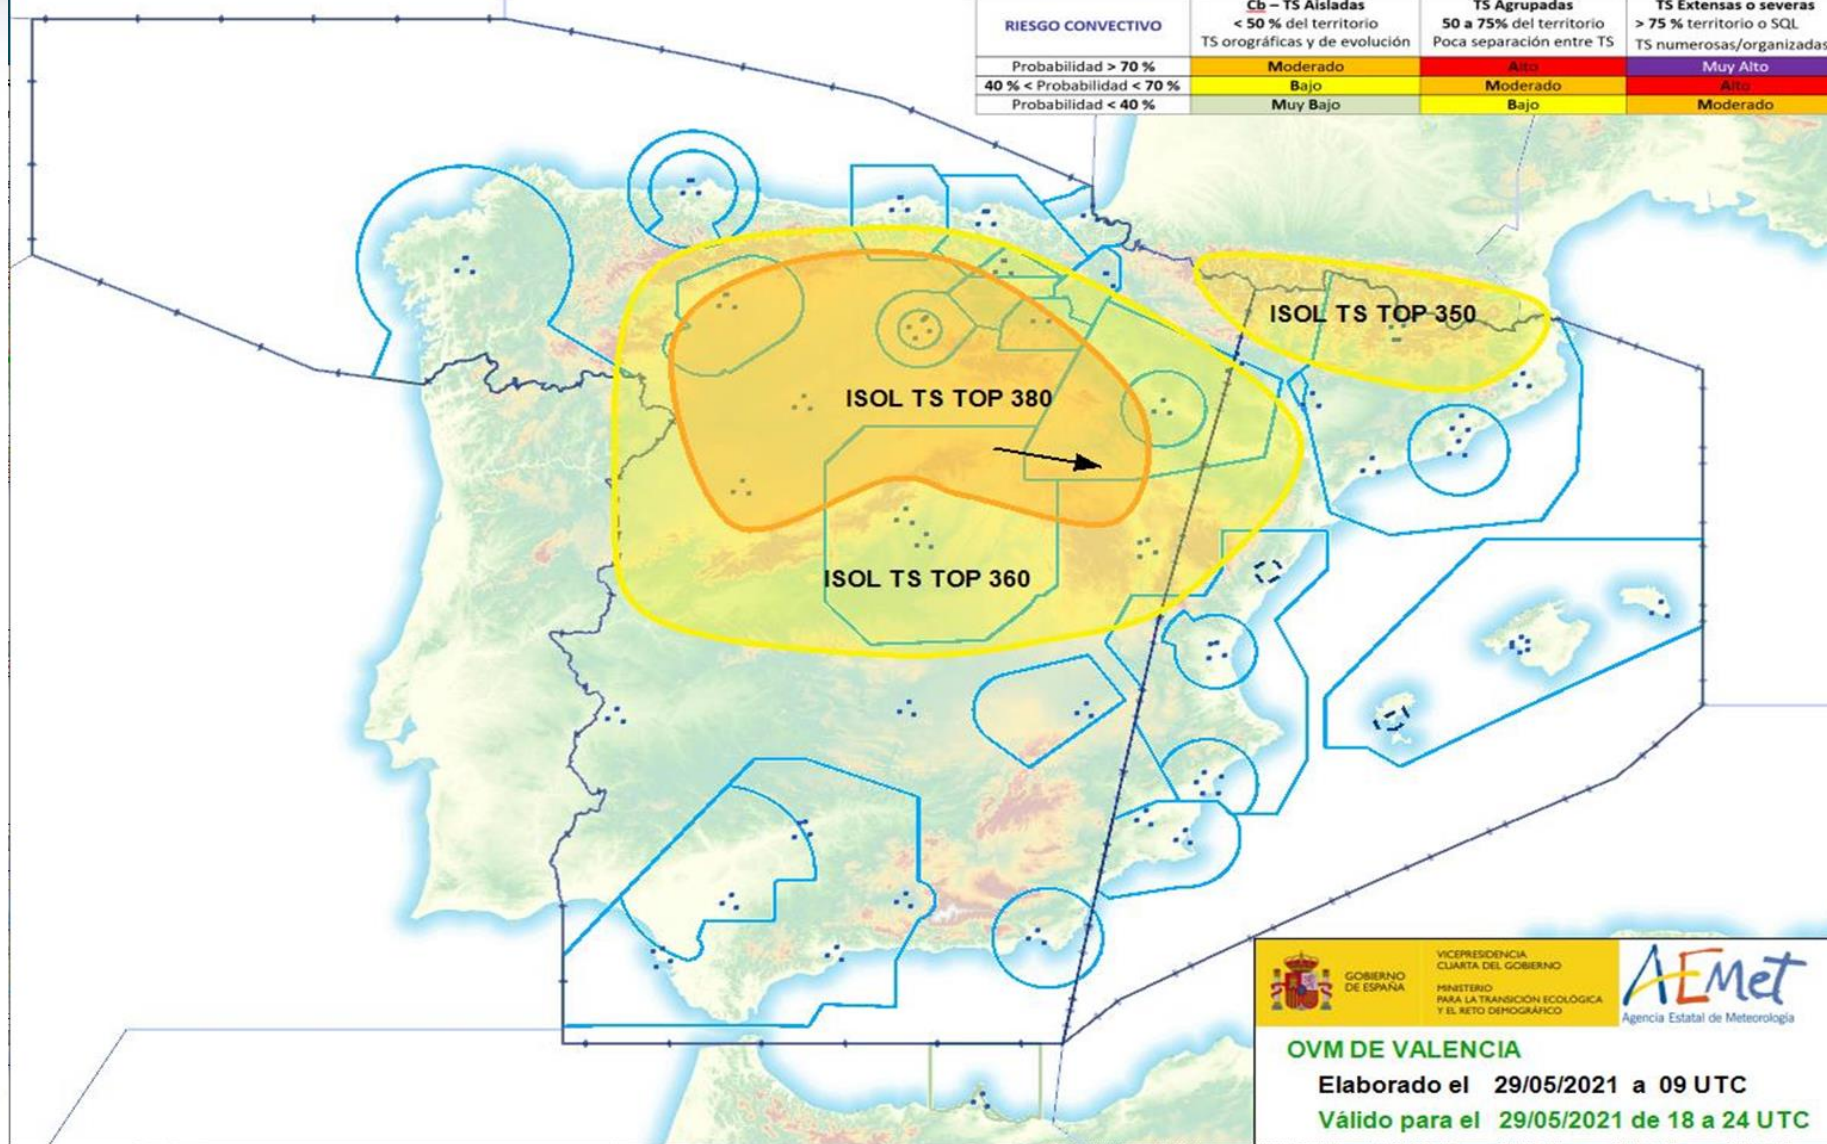 RIESGO CONVECTIVO
Cb – TS Aisladas
< 50 % del territorio
TS orográficas y de evolución
TS Agrupadas
50 a 75% del territorio
Poca separación entre TS
TS Extensas o severas
> 75 % territorio o SQL
TS numerosas/organizadas
Probabilidad > 70 %
Moderado
Alto
Muy Alto
40 % < Probabilidad < 70 %
Bajo
Moderado
Alto
Probabilidad < 40 %
Muy Bajo
Bajo
Moderado
ISOL TS TOP 350
ISOL TS TOP 380
ISOL TS TOP 360
GOBIERNO
DE ESPAÑA
VICEPRESIDENCIA
CUARTA DEL GOBIERNO
MINISTERIO
PARA LA TRANSICIÓN ECOLÓGICA
Y EL RETO DEMOGRÁFICO
AEMet
Agencia Estatal de Meteorología
OVM DE VALENCIA
Elaborado el 29/05/2021 a 09 UTC
Válido para el 29/05/2021 de 18 a 24 UTC